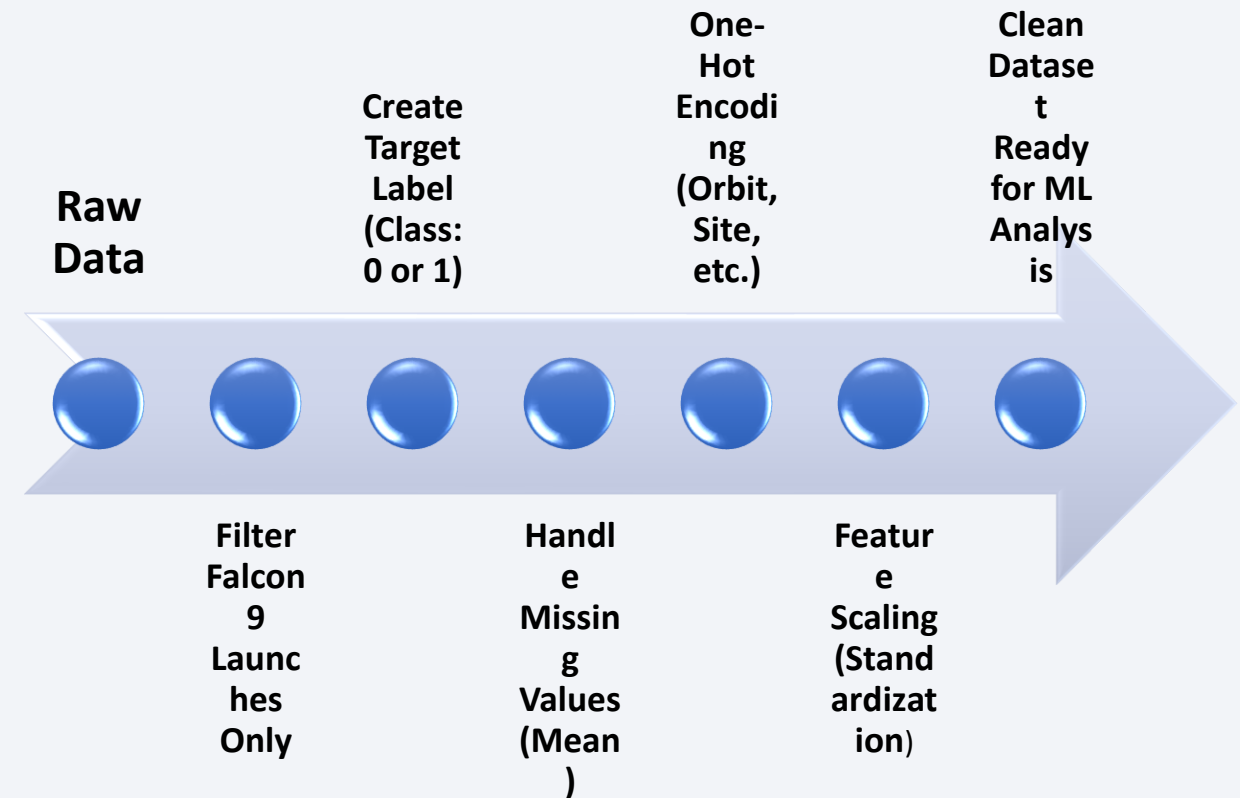 Raw
Data
Filter
Falcon
9
Launc
hes
Only
Create
Target
Label
(Class:
0 or 1)
Handl
e
Missin
g
Values
(Mean
)
One-
Hot
Encodi
ng
(Orbit,
Site,
etc.)
Featur
e
Scaling
(Stand
ardizat
ion)
Clean
Datase
t
Ready
for ML
Analys
is